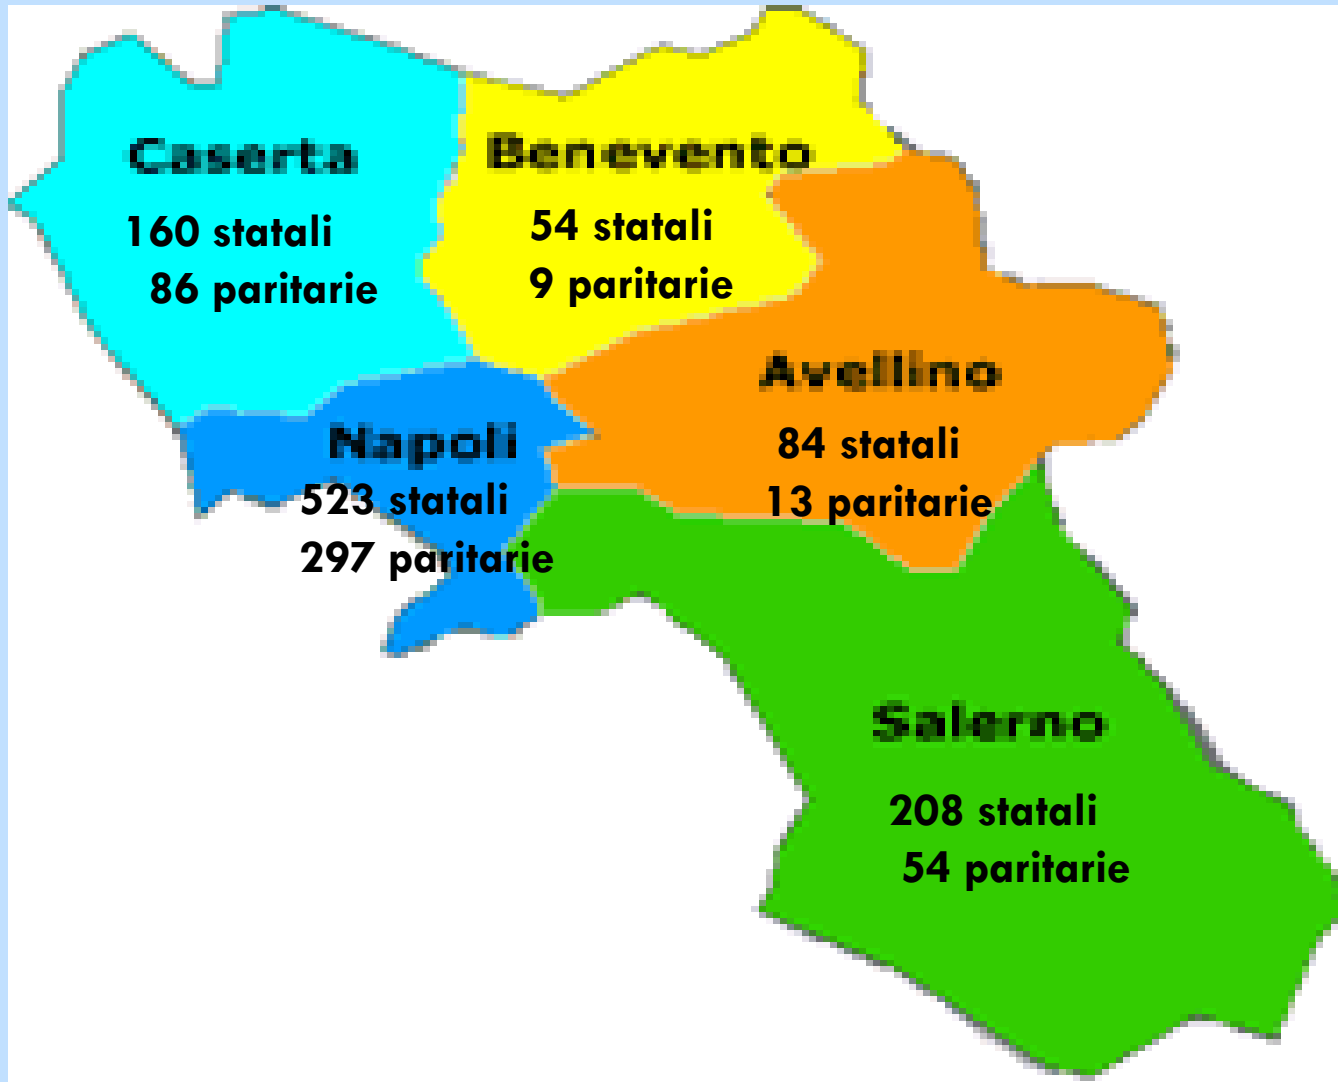 Caserta
160 statali
86 paritarie
Benevento
54 statali
9 paritarie
Avellino
84 statali
13 paritarie
Napoli
523 statali
297 paritarie
Salerno
208 statali
54 paritarie